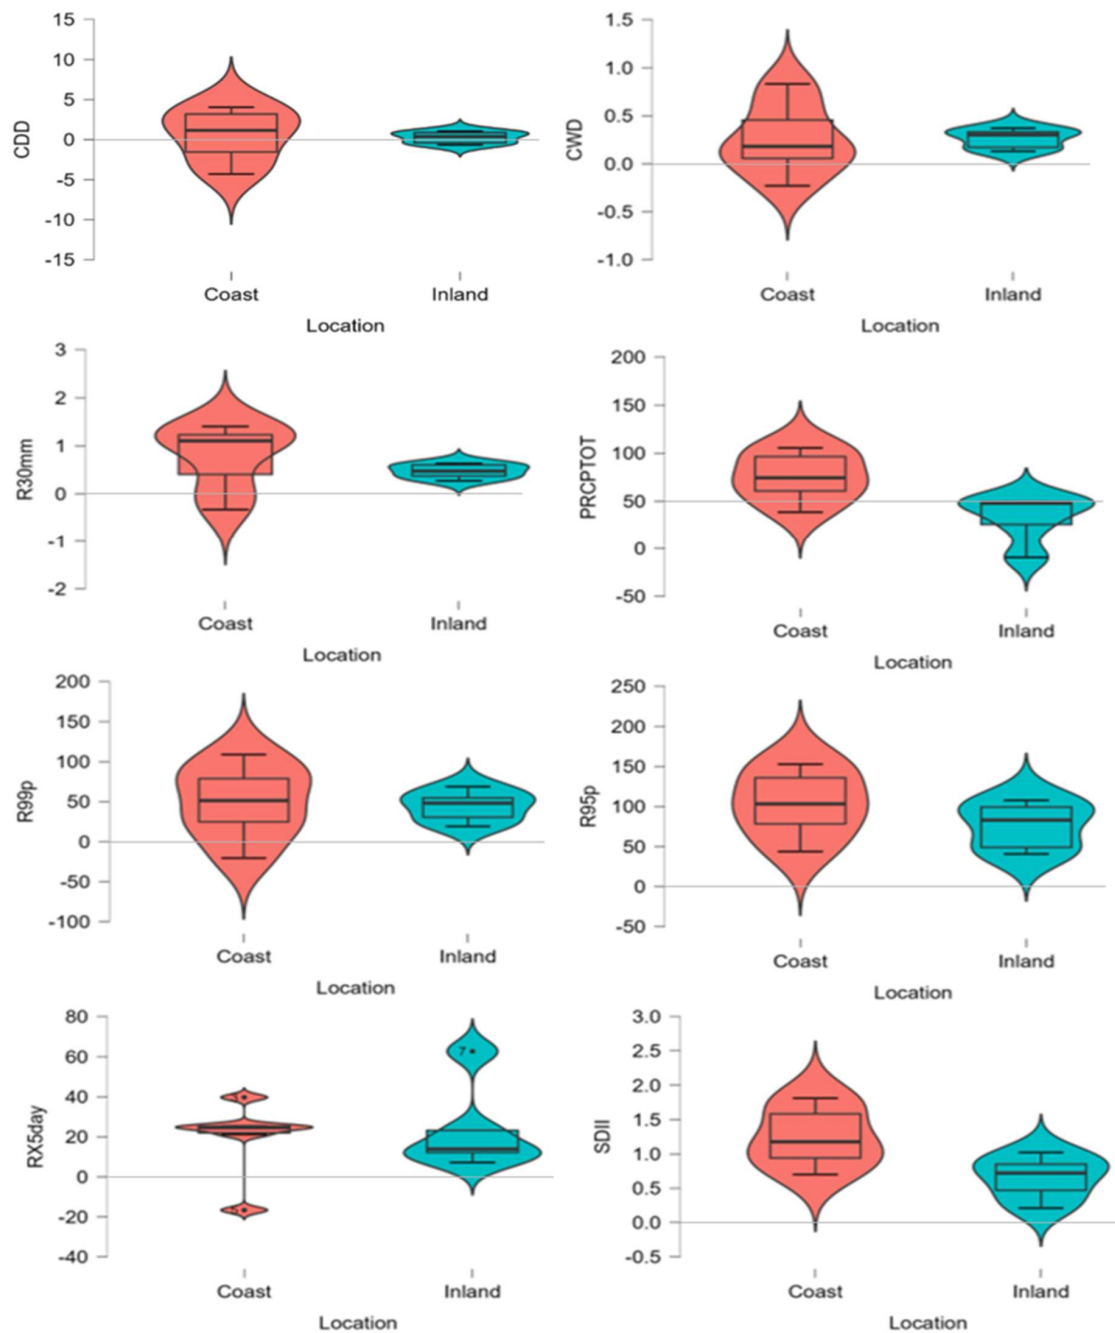 CDD
15
10
5
0
-5
-10
-15
Coast
Inland
Location
CWD
1.5
1.0
0.5
0.0
-0.5
-1.0
Coast
Inland
Location
R30mm
3
2
1
0
-1
-2
Coast
Inland
Location
PRCPTOT
200
150
100
50
0
-50
Coast
Inland
Location
R99p
200
150
100
50
0
-50
-100
Coast
Inland
Location
R95p
250
200
150
100
50
0
-50
Coast
Inland
Location
RX5day
80
60
40
20
0
-20
-40
7
Coast
Inland
Location
SDII
3.0
2.5
2.0
1.5
1.0
0.5
0.0
-0.5
Coast
Inland
Location